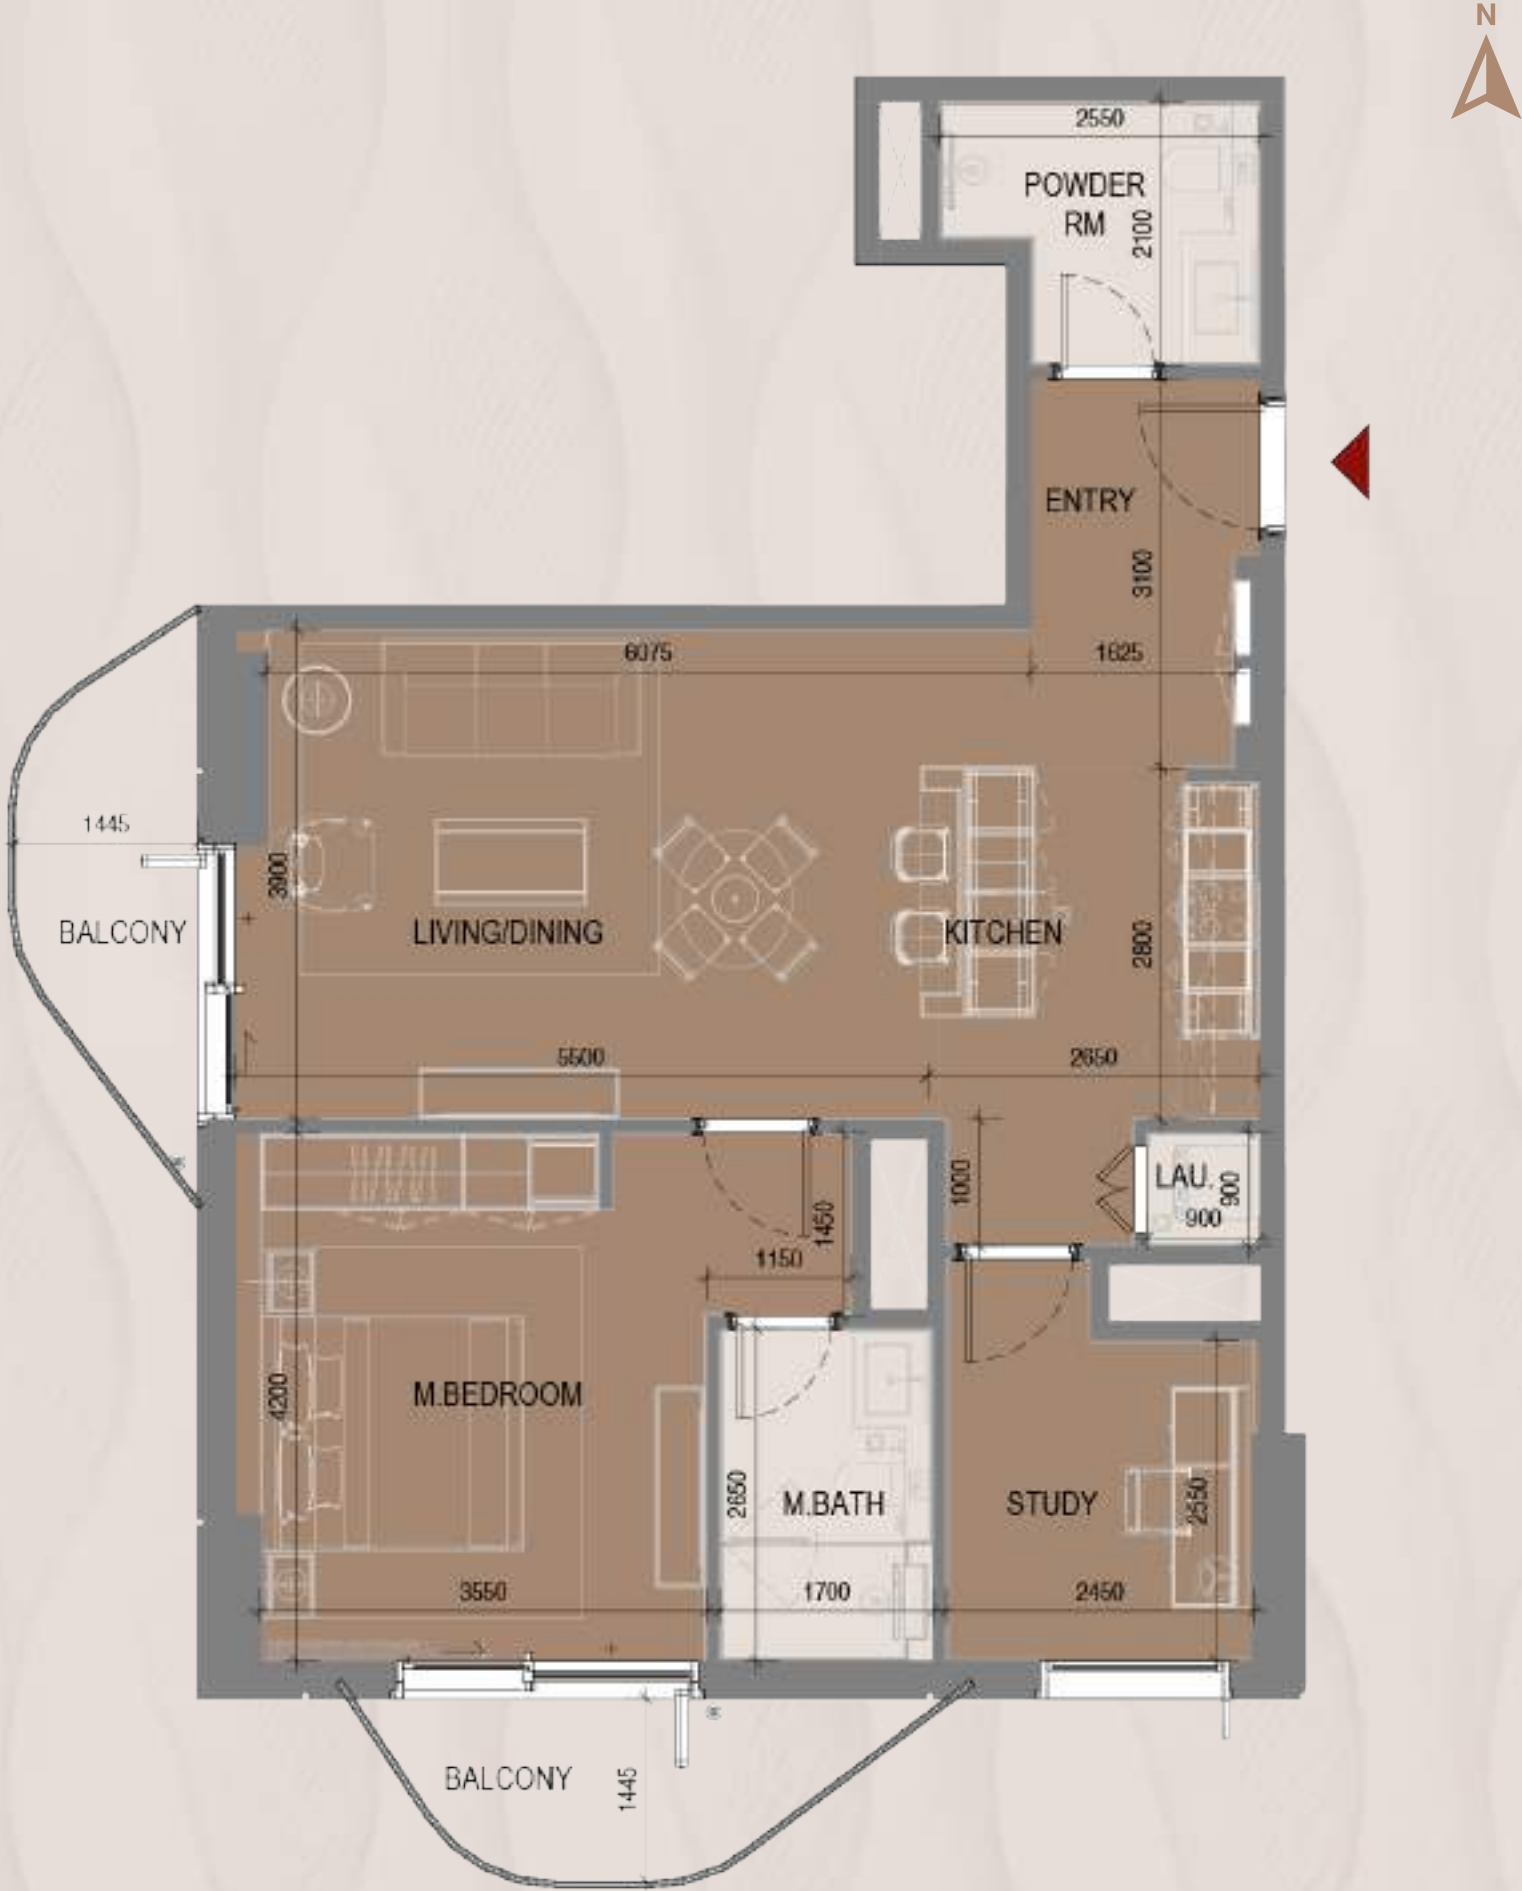 N
2550
POWDER
RM
2100
ENTRY
3100
6075
1625
1445
3900
BALCONY
LIVING/DINING
KITCHEN
2800
5500
2650
1000
LAU.
900
900
1450
1150
4200
M.BEDROOM
2650
M.BATH
STUDY
2550
3550
1700
2450
BALCONY
1445